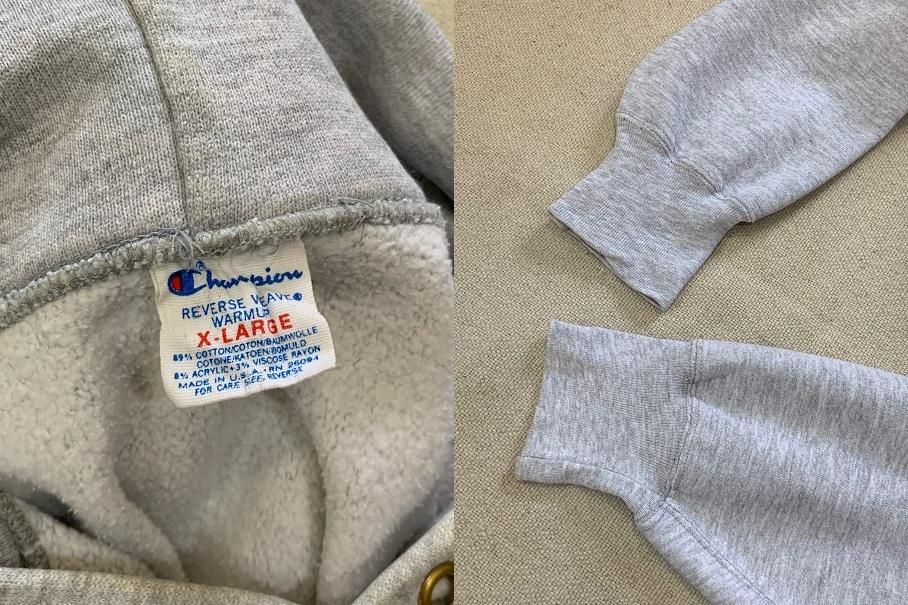 Champion®
REVERSE WEAVE®
WARMUP
X-LARGE
89% COTTON/COTON/BAUMWOLLE
COTONE/KATOEN/BOMULD
8% ACRYLIC • 3% VISCOSE RAYON
MADE IN U.S.A. • RN 26094
FOR CARE SEE REVERSE